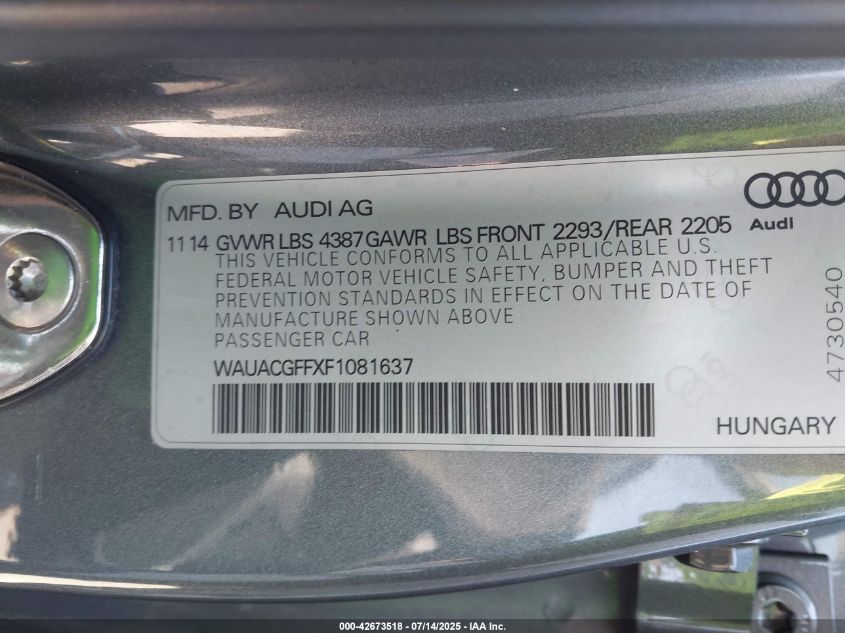 MFD. BY AUDI AG
Audi
11 14 GVWR LBS 4387 GAWR LBS FRONT 2293/REAR 2205
THIS VEHICLE CONFORMS TO ALL APPLICABLE U.S.
FEDERAL MOTOR VEHICLE SAFETY, BUMPER AND THEFT
PREVENTION STANDARDS IN EFFECT ON THE DATE OF
MANUFACTURE SHOWN ABOVE
PASSENGER CAR
WAUACGFFXF1081637
HUNGARY
4730540
000-42673518 - 07/14/2025 - IAA Inc.